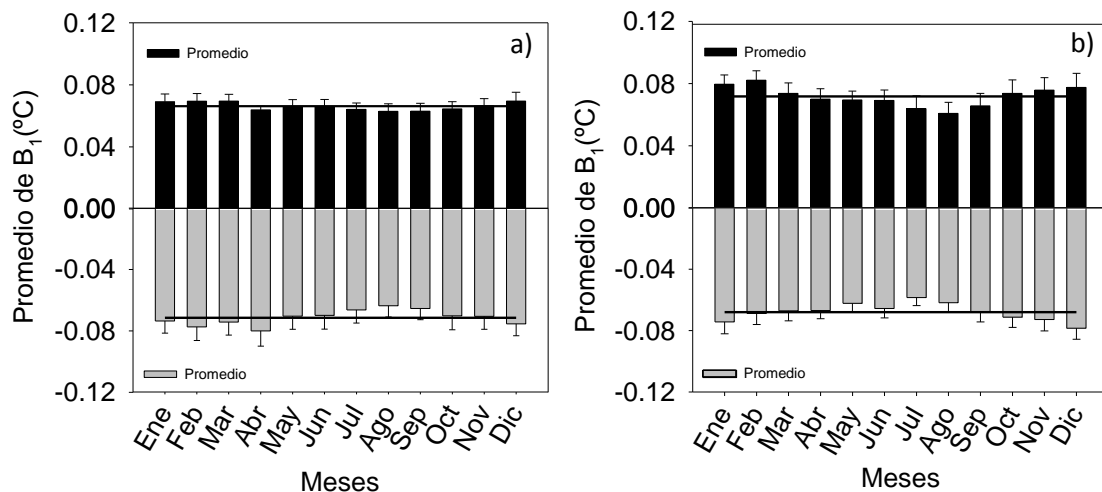 a)
Promedio de B1(ºC)
0.12
0.08
0.04
0.00
-0.04
-0.08
-0.12
Promedio
Promedio
Ene Feb Mar Abr May Jun Jul Ago Sep Oct Nov Dic
Meses
b)
Promedio de B1(ºC)
0.12
0.08
0.04
0.00
-0.04
-0.08
-0.12
Promedio
Promedio
Ene Feb Mar Abr May Jun Jul Ago Sep Oct Nov Dic
Meses